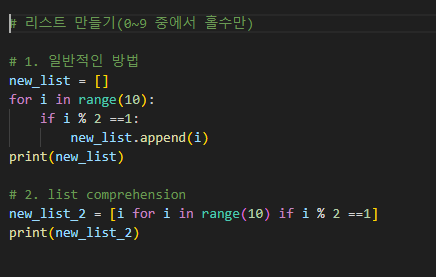 # 리스트 만들기(0~9 중에서 홀수만)
# 1. 일반적인 방법
new_list = []
for i in range(10):
    if i % 2 ==1:
        new_list.append(i)
print(new_list)
# 2. list comprehension
new_list_2 = [i for i in range(10) if i % 2 ==1]
print(new_list_2)